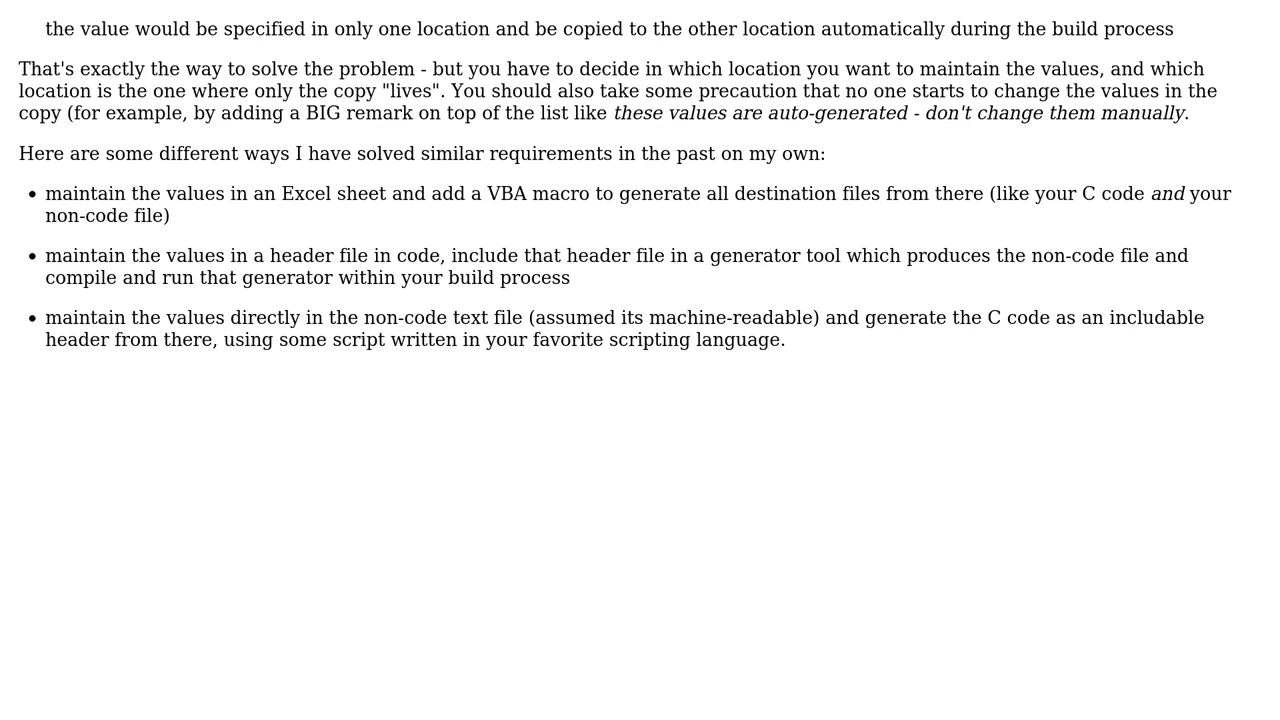 the value would be specified in only one location and be copied to the other location automatically during the build process
That's exactly the way to solve the problem - but you have to decide in which location you want to maintain the values, and which
location is the one where only the copy "lives". You should also take some precaution that no one starts to change the values in the
copy (for example, by adding a BIG remark on top of the list like these values are auto-generated - don't change them manually.
Here are some different ways I have solved similar requirements in the past on my own:
• maintain the values in an Excel sheet and add a VBA macro to generate all destination files from there (like your C code and your
non-code file)
• maintain the values in a header file in code, include that header file in a generator tool which produces the non-code file and
compile and run that generator within your build process
• maintain the values directly in the non-code text file (assumed its machine-readable) and generate the C code as an includable
header from there, using some script written in your favorite scripting language.